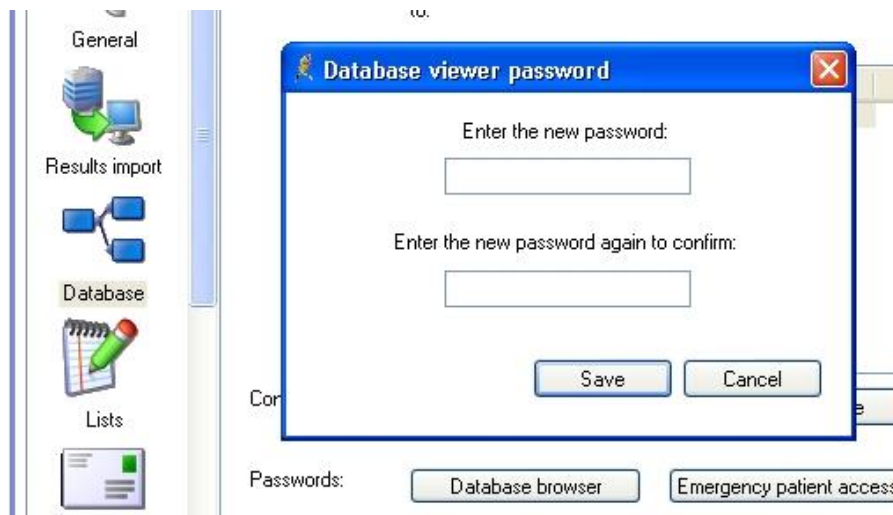 to:
General
Database viewer password
Enter the new password:
Results import
Enter the new password again to confirm:
Database
Save
Cancel
Lists
Passwords:
Database browser
Emergency patient access